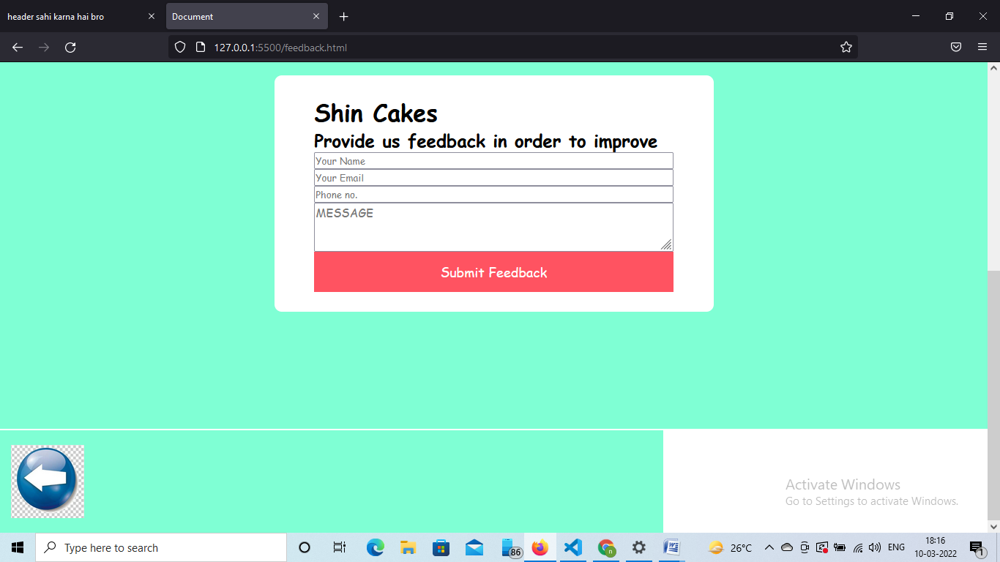 header sahi karna hai bro
Document
127.0.0.1:5500/feedback.html
Shin Cakes
Provide us feedback in order to improve
Your Name
Your Email
Phone no.
MESSAGE
Submit Feedback
Activate Windows
Go to Settings to activate Windows.
Type here to search
86
n
26°C
ENG
18:16
10-03-2022
1